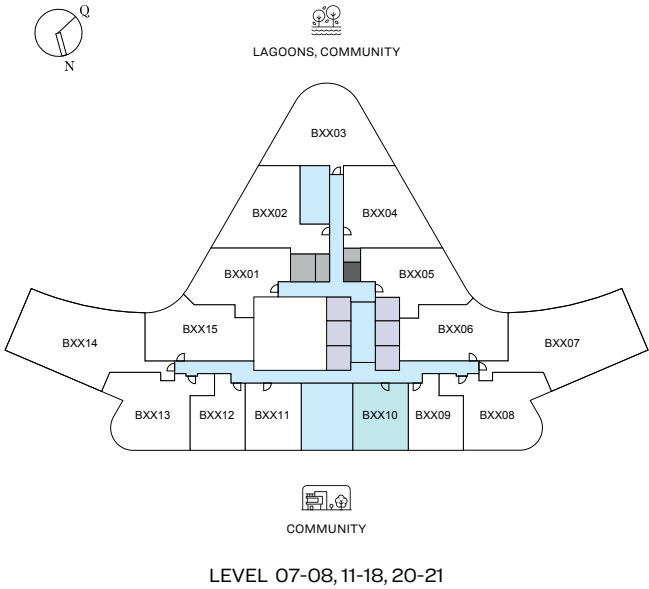 Q
N
LAGOONS, COMMUNITY
BXX03
BXX02
BXX04
BXX01
BXX05
BXX14
BXX15
BXX06
BXX07
BXX13
BXX12
BXX11
BXX10
BXX09
BXX08
COMMUNITY
LEVEL 07-08, 11-18, 20-21